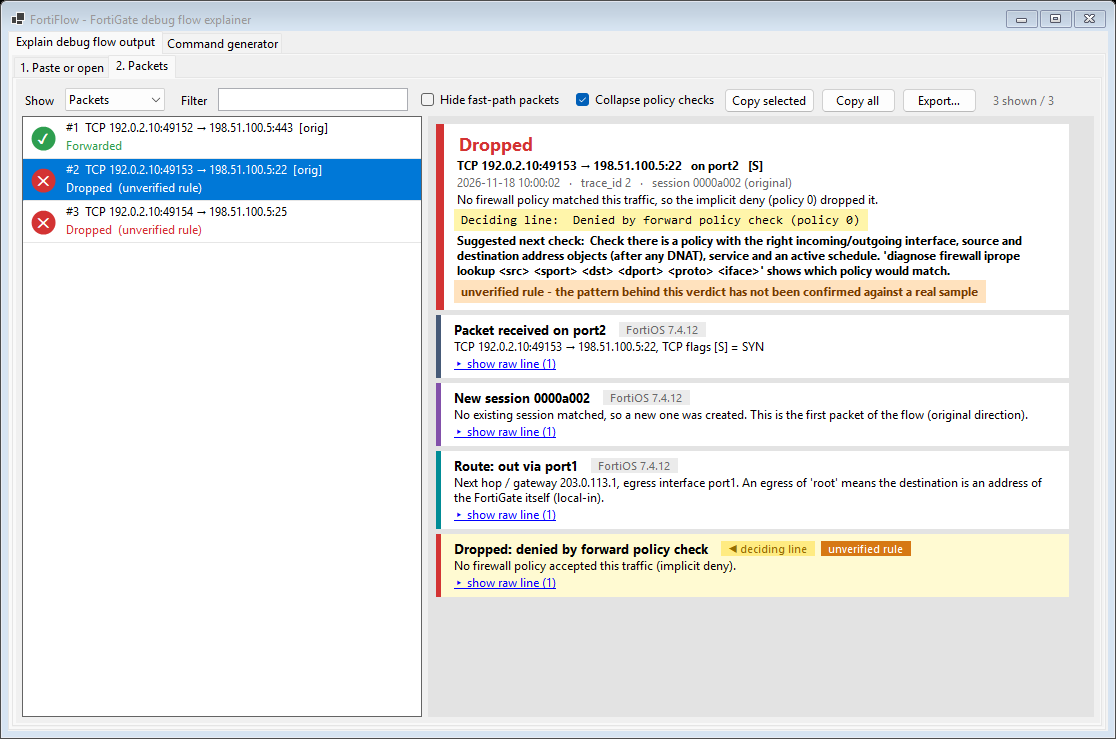 FortiFlow - FortiGate debug flow explainer
Explain debug flow output
Command generator
1. Paste or open
2. Packets
Show
Packets
Filter
Hide fast-path packets
Collapse policy checks
Copy selected
Copy all
Export...
3 shown / 3
#1 TCP 192.0.2.10:49152 → 198.51.100.5:443 [orig]
Forwarded
#2 TCP 192.0.2.10:49153 → 198.51.100.5:22 [orig]
Dropped (unverified rule)
#3 TCP 192.0.2.10:49154 → 198.51.100.5:25
Dropped (unverified rule)
Dropped
TCP 192.0.2.10:49153 → 198.51.100.5:22 on port2 [S]
2026-11-18 10:00:02 · trace_id 2 · session 0000a002 (original)
No firewall policy matched this traffic, so the implicit deny (policy 0) dropped it.
Deciding line: Denied by forward policy check (policy 0)
Suggested next check: Check there is a policy with the right incoming/outgoing interface, source and
destination address objects (after any DNAT), service and an active schedule. 'diagnose firewall iprope
lookup <src> <sport> <dst> <dport> <proto> <iface>' shows which policy would match.
unverified rule - the pattern behind this verdict has not been confirmed against a real sample
Packet received on port2 FortiOS 7.4.12
TCP 192.0.2.10:49153 → 198.51.100.5:22, TCP flags [S] = SYN
‣ show raw line (1)
New session 0000a002 FortiOS 7.4.12
No existing session matched, so a new one was created. This is the first packet of the flow (original direction).
‣ show raw line (1)
Route: out via port1 FortiOS 7.4.12
Next hop / gateway 203.0.113.1, egress interface port1. An egress of 'root' means the destination is an address of
the FortiGate itself (local-in).
‣ show raw line (1)
Dropped: denied by forward policy check ◄ deciding line unverified rule
No firewall policy accepted this traffic (implicit deny).
‣ show raw line (1)